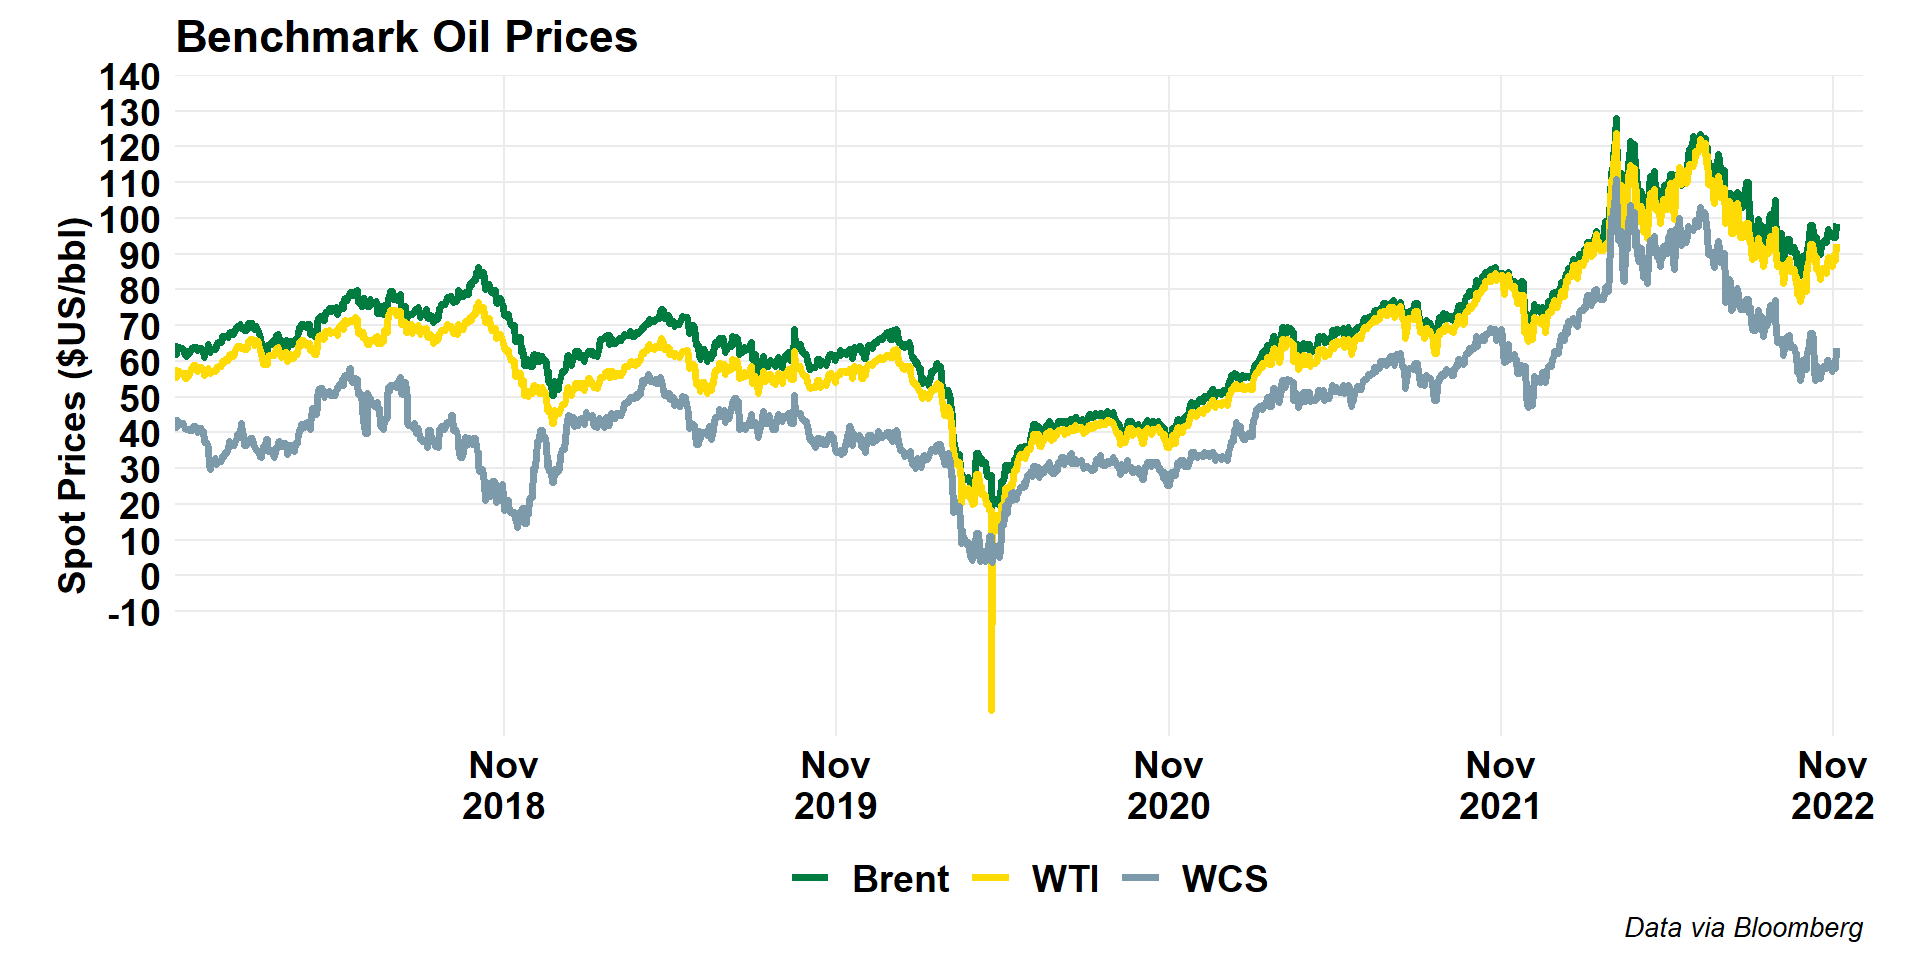 Benchmark Oil Prices
Spot Prices ($US/bbl)
140
130
120
110
100
90
80
70
60
50
40
30
20
10
0
-10
Nov
2018
Nov
2019
Nov
2020
Nov
2021
Nov
2022
Brent WTI WCS
Data via Bloomberg